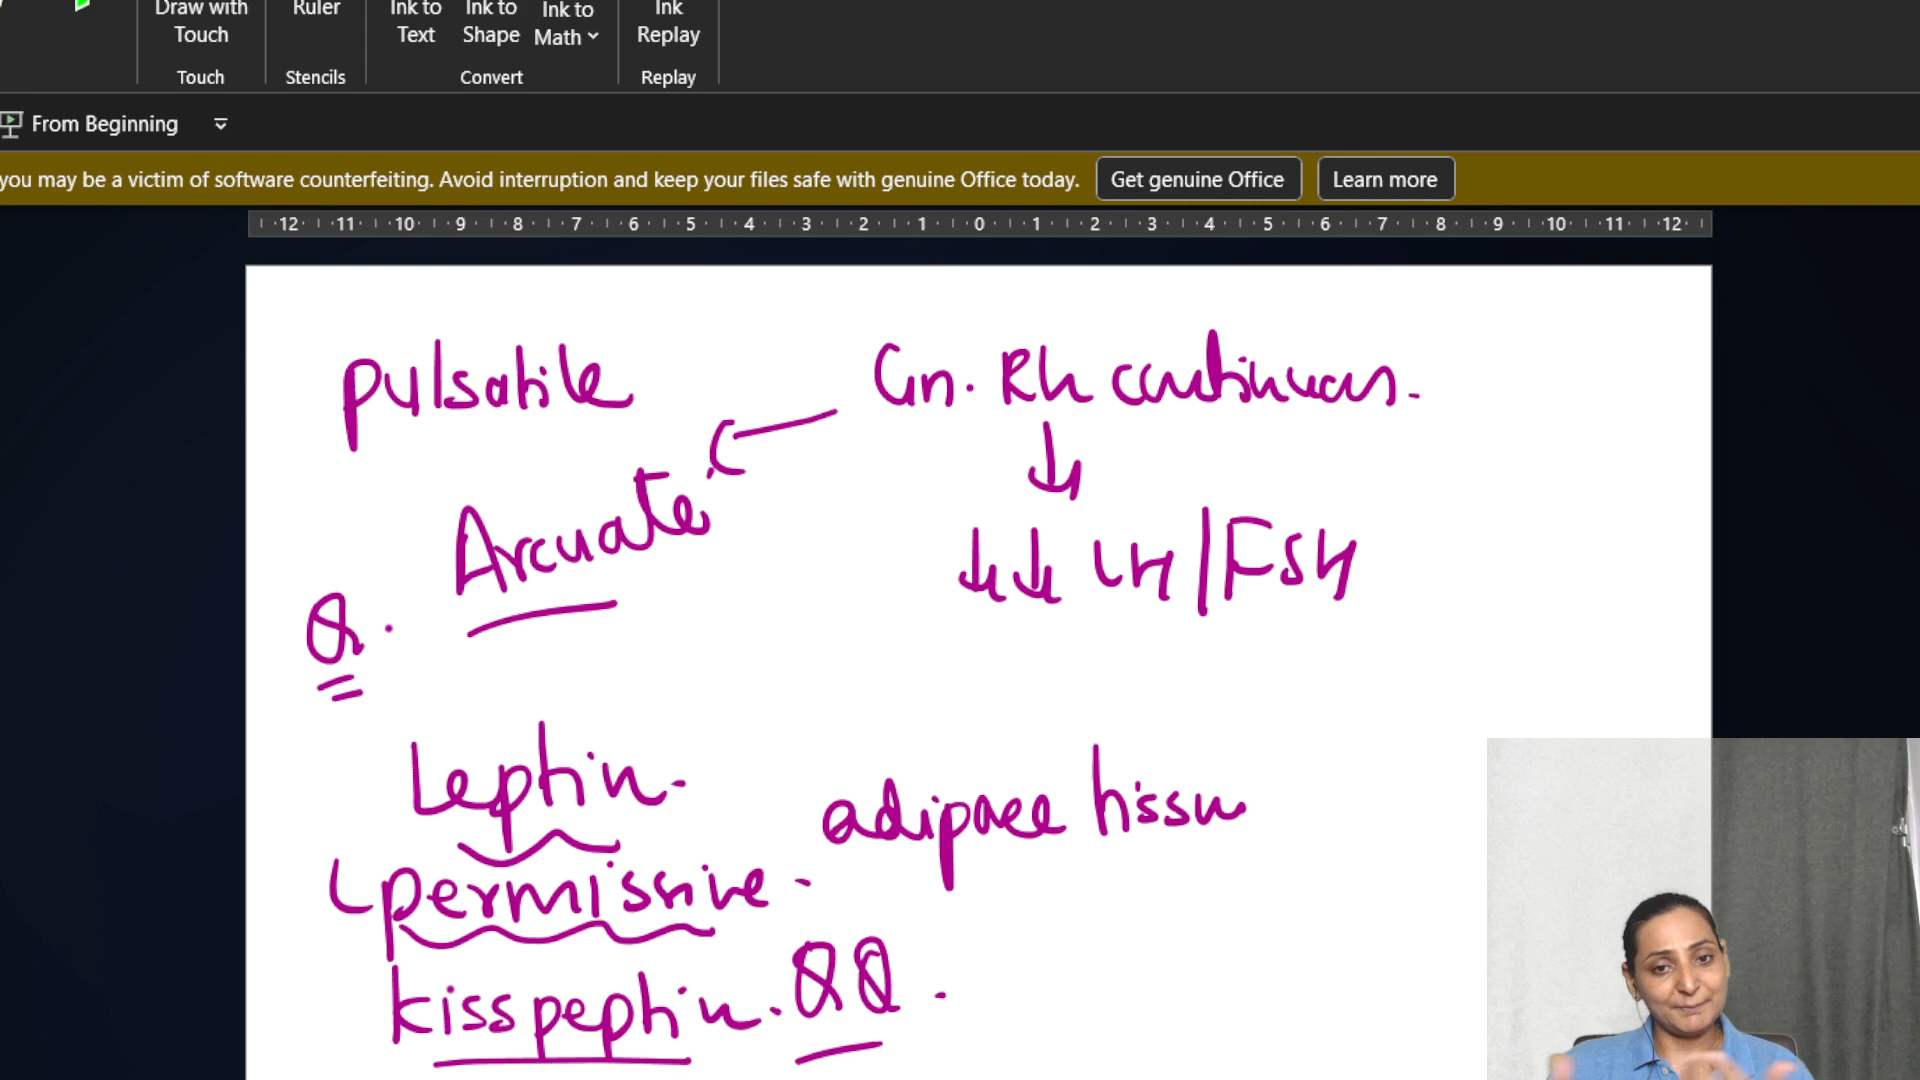 Draw with Touch
Ruler
Ink to Text
Ink to Shape
Ink to Math
Ink Replay
Touch
Stencils
Convert
Replay
From Beginning
you may be a victim of software counterfeiting. Avoid interruption and keep your files safe with genuine Office today.
Get genuine Office
Learn more
12 11 10 9 8 7 6 5 4 3 2 1 0 1 2 3 4 5 6 7 8 9 10 11 12
pulsatile
Gn. Rh continuous.
Arcuate
↓↓ LH/FSH
Q.
Leptin.
adipose tissu
permissive.
kisspeptin. QQ.